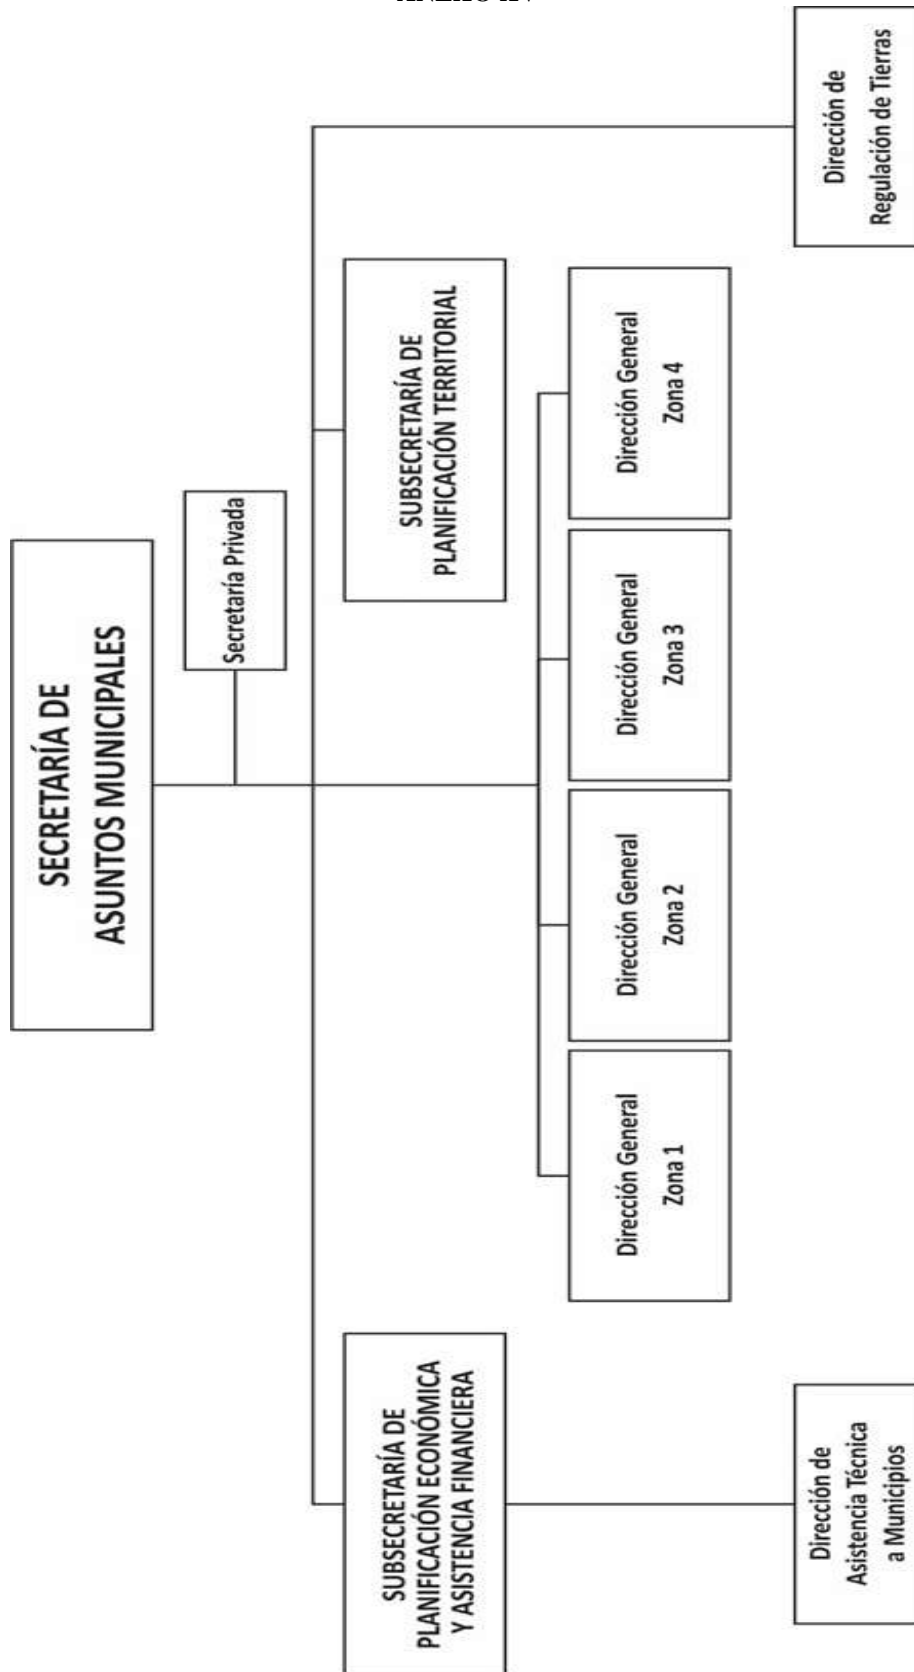 SECRETARÍA DE
ASUNTOS MUNICIPALES
Secretaría Privada
SUBSECRETARÍA DE
PLANIFICACIÓN ECONÓMICA
Y ASISTENCIA FINANCIERA
SUBSECRETARÍA DE
PLANIFICACIÓN TERRITORIAL
Dirección General
Zona 1
Dirección General
Zona 2
Dirección General
Zona 3
Dirección General
Zona 4
Dirección de
Asistencia Técnica
a Municipios
Dirección de
Regulación de Tierras